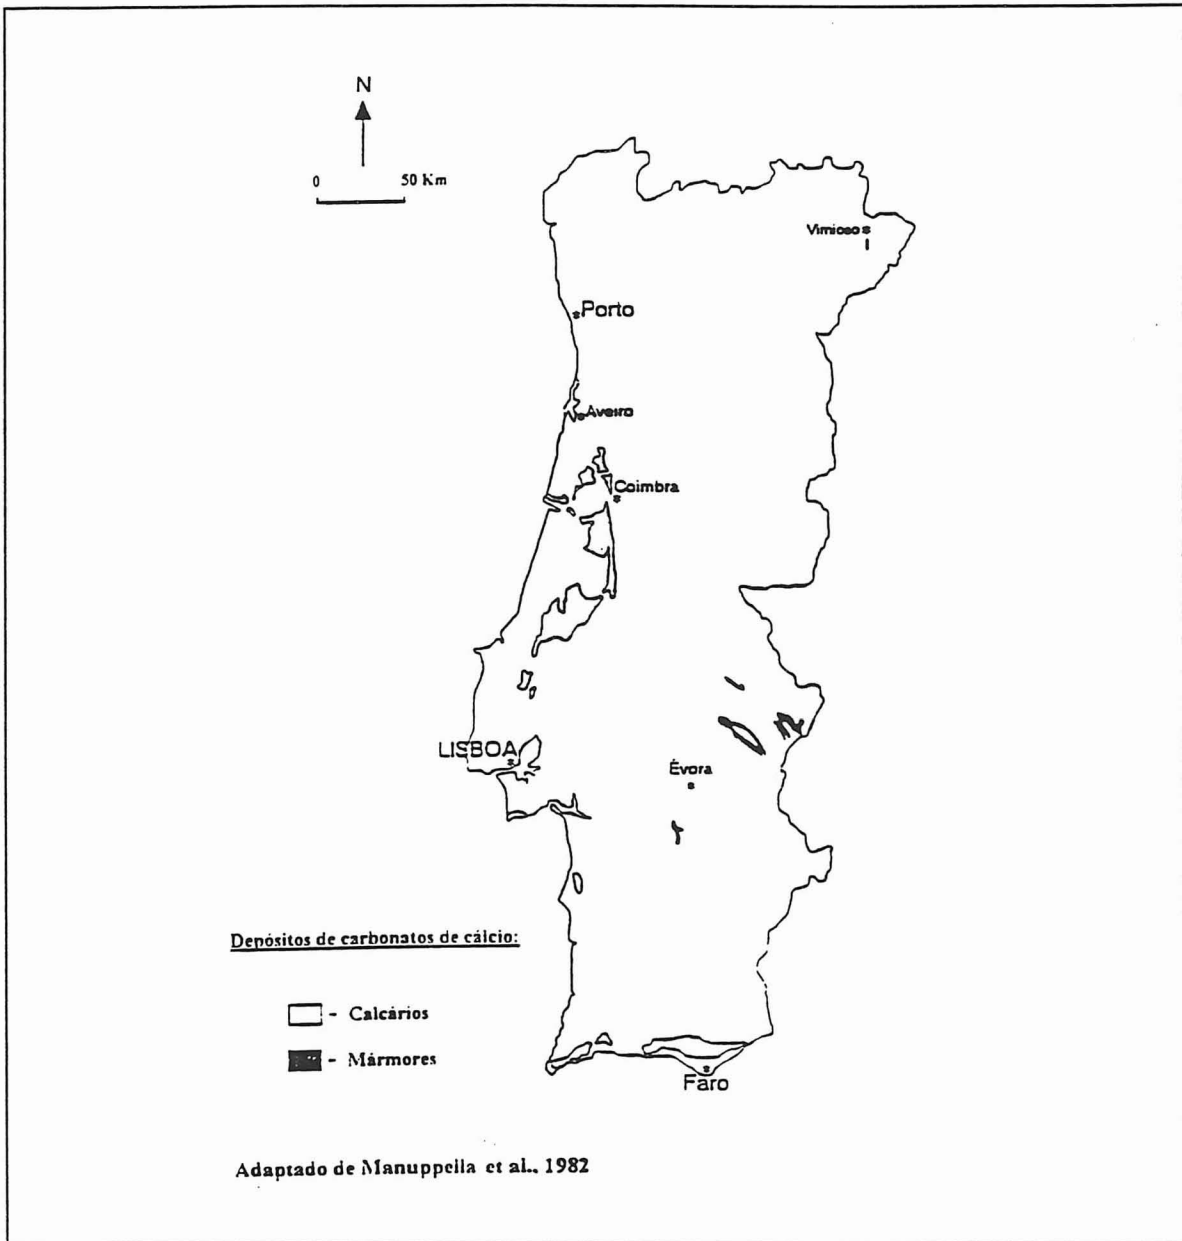 N
0 50 Km
Vimioso
Porto
Aveiro
Coimbra
LISBOA
Évora
Depósitos de carbonatos de cálcio:
- Calcários
- Mármores
Faro
Adaptado de Manuppella et al., 1982